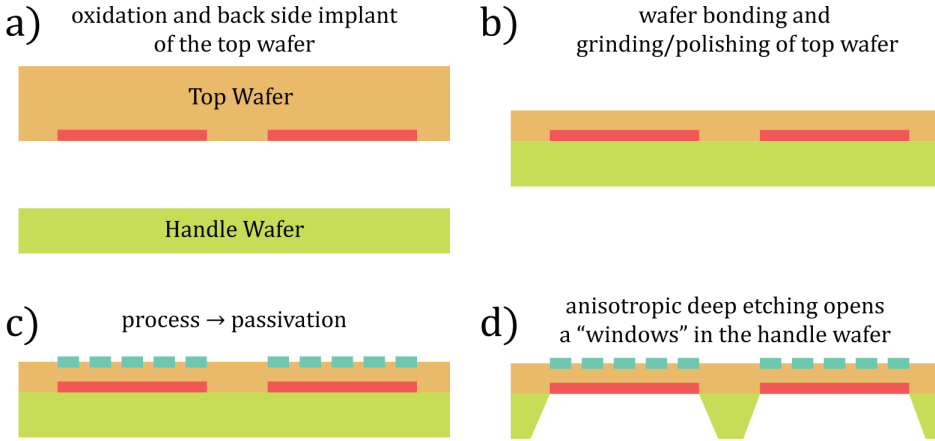 a)
oxidation and back side implant
of the top wafer
Top Wafer
Handle Wafer
b)
wafer bonding and
grinding/polishing of top wafer
c)
process → passivation
d)
anisotropic deep etching opens
a “windows” in the handle wafer